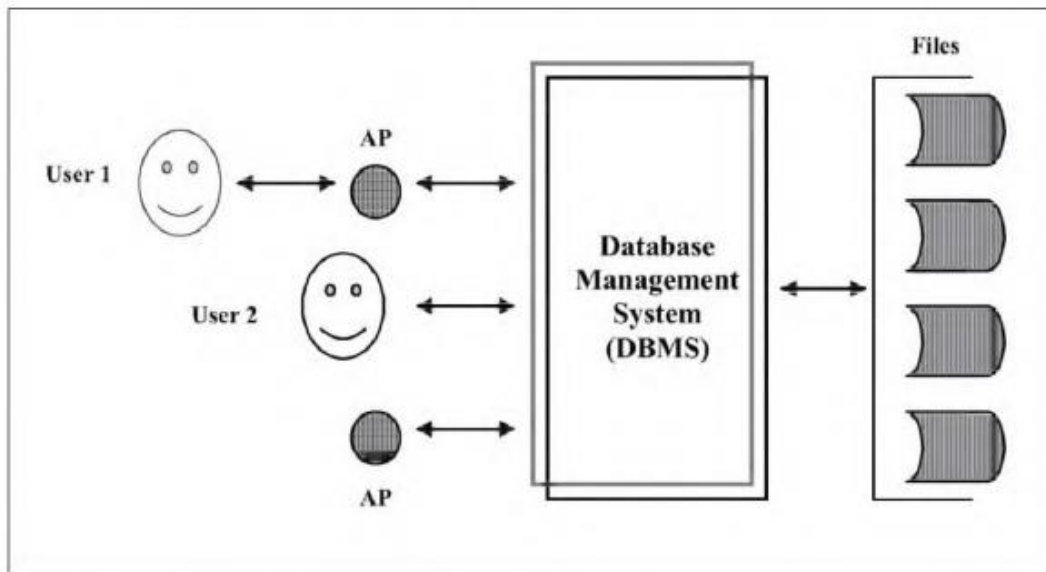 Files
AP
User 1
Database
Management
System
(DBMS)
User 2
AP